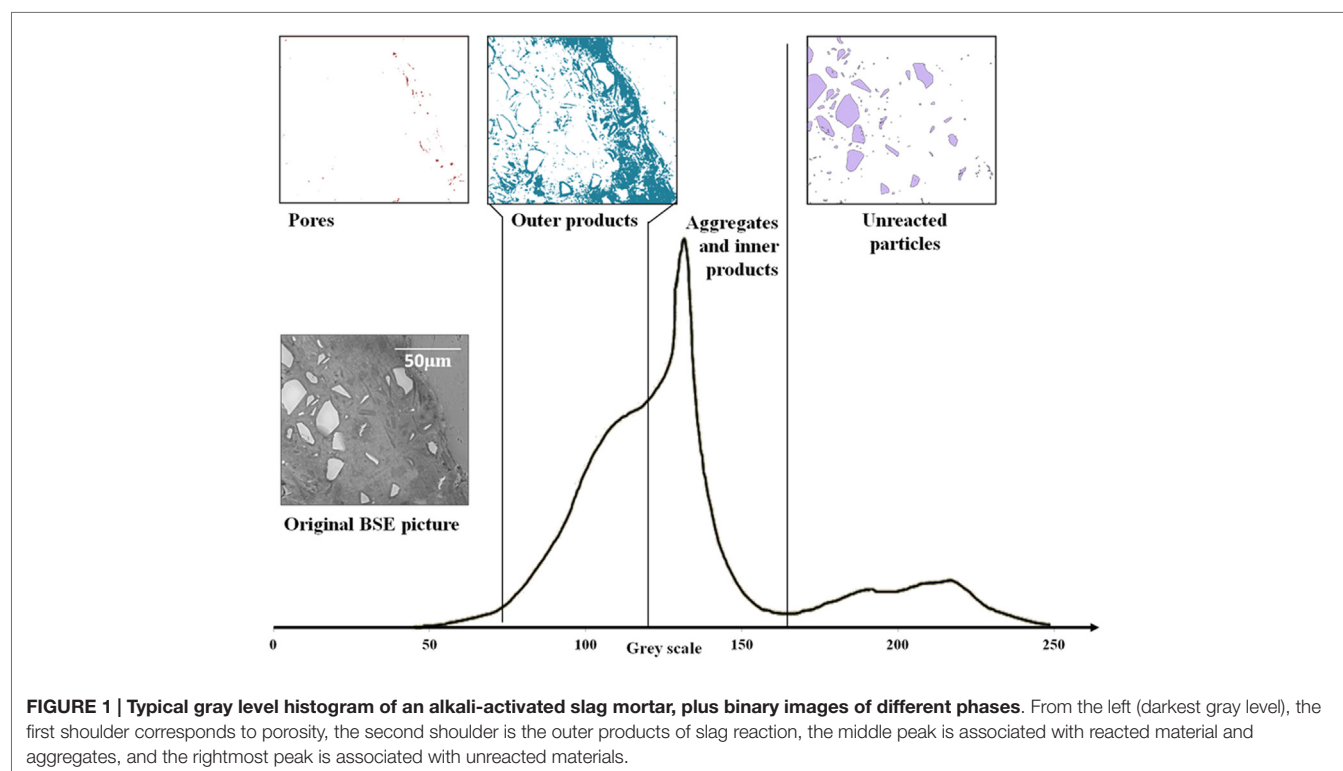 Pores
Outer products
Aggregates
and inner
products
Unreacted
particles
50µm
Original BSE picture
0
50
100
Grey scale
150
200
250
FIGURE 1 | Typical gray level histogram of an alkali-activated slag mortar, plus binary images of different phases. From the left (darkest gray level), the
first shoulder corresponds to porosity, the second shoulder is the outer products of slag reaction, the middle peak is associated with reacted material and
aggregates, and the rightmost peak is associated with unreacted materials.